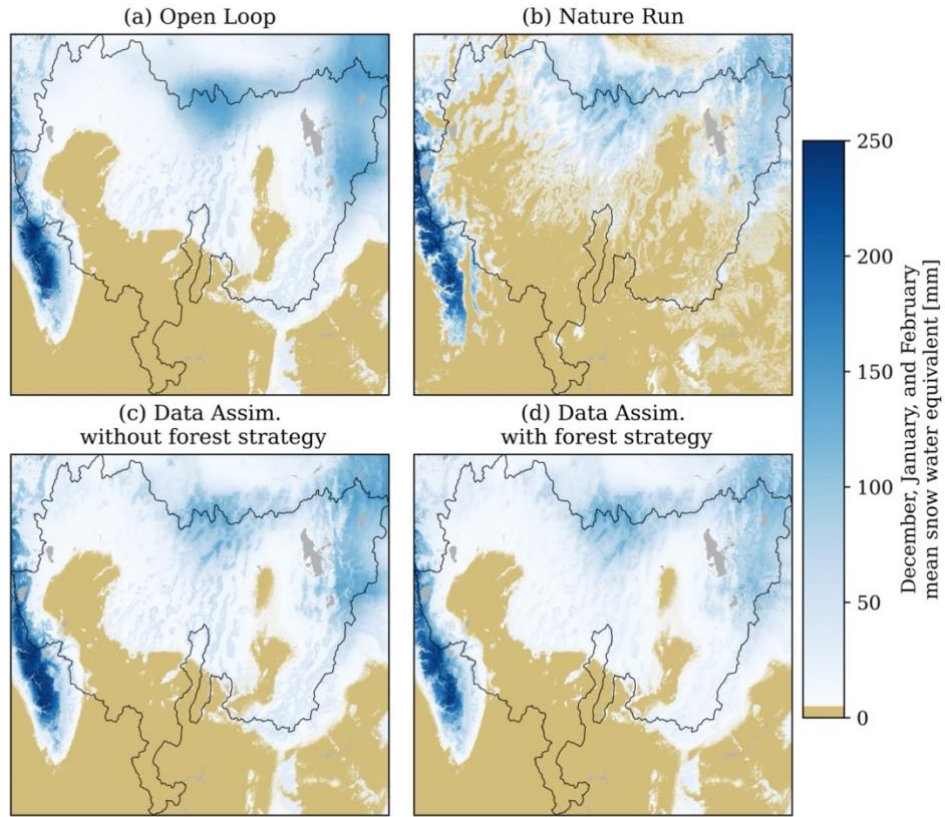 (a) Open Loop
(b) Nature Run
(c) Data Assim.
without forest strategy
(d) Data Assim.
with forest strategy
250
200
150
100
50
0
December, January, and February
mean snow water equivalent [mm]